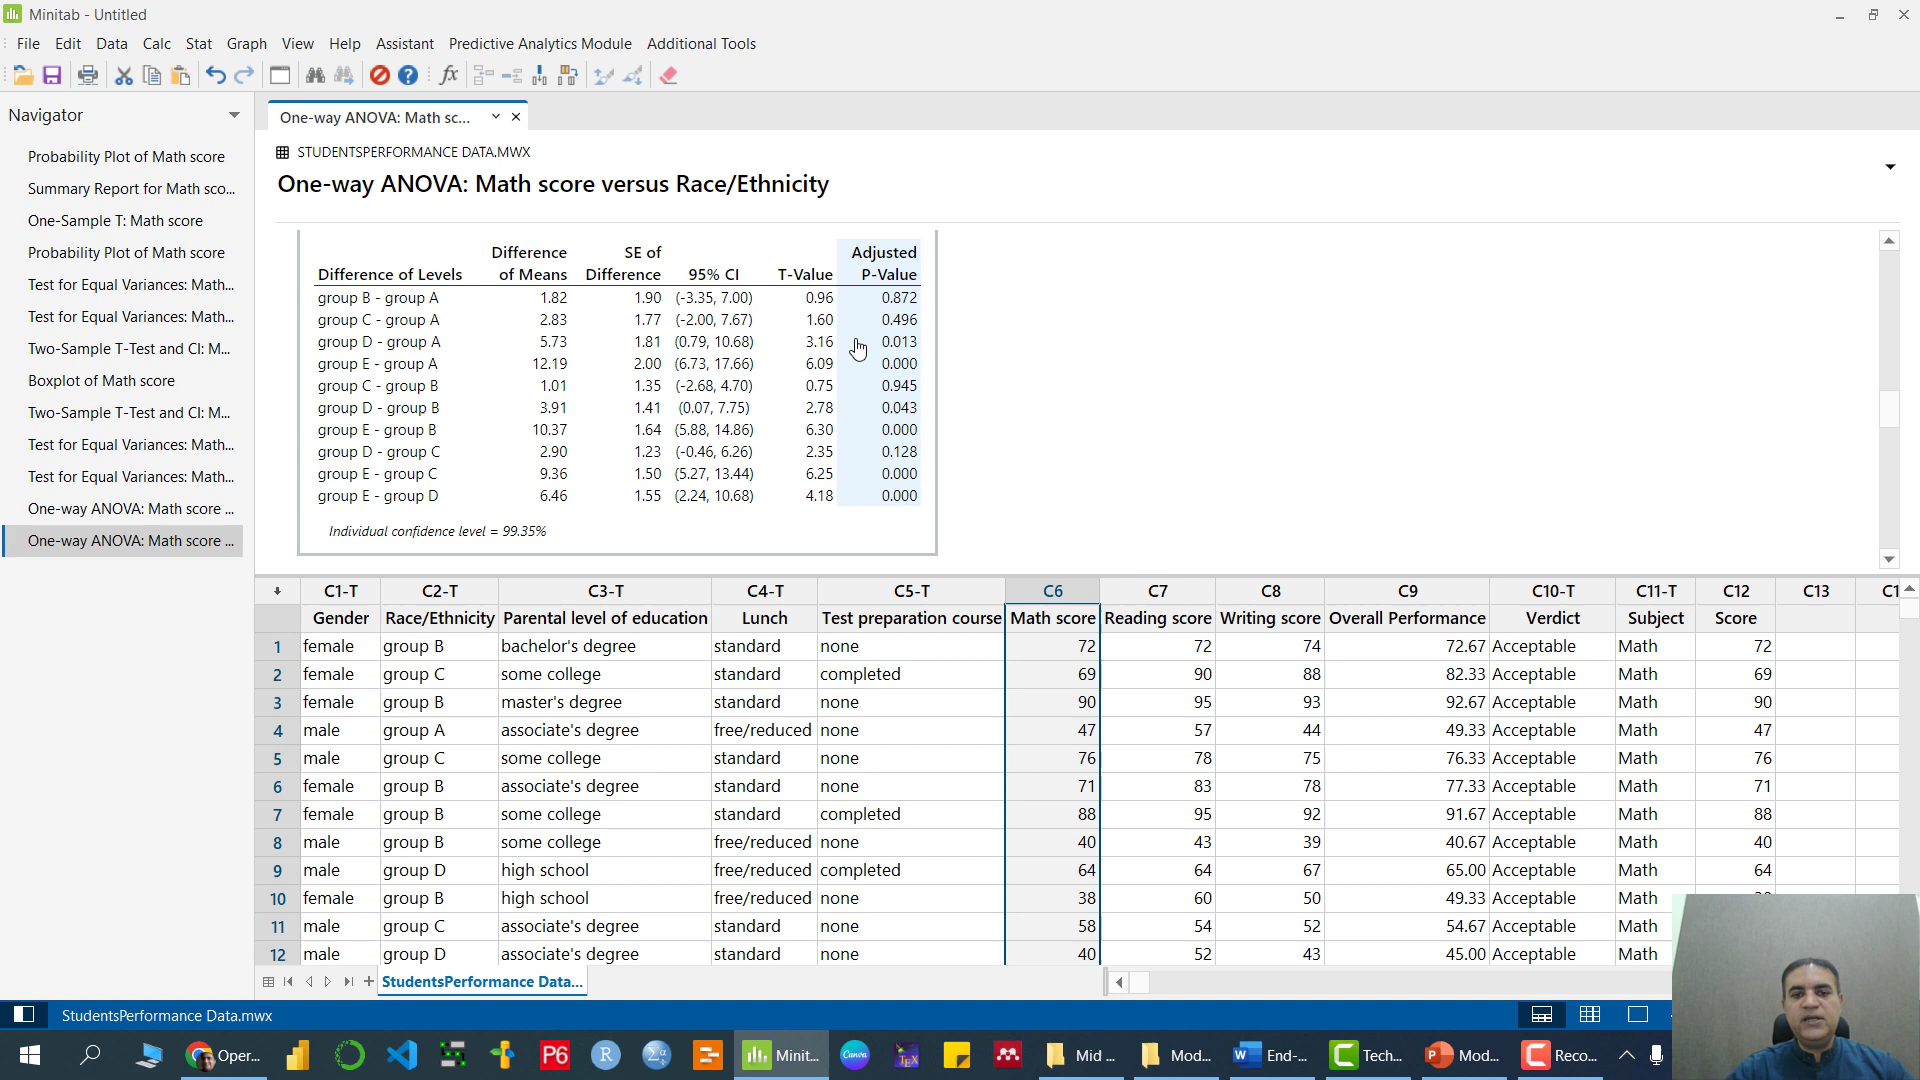 Minitab - Untitled
File Edit Data Calc Stat Graph View Help Assistant Predictive Analytics Module Additional Tools
Navigator
Probability Plot of Math score
Summary Report for Math sco...
One-Sample T: Math score
Probability Plot of Math score
Test for Equal Variances: Math...
Test for Equal Variances: Math...
Two-Sample T-Test and CI: M...
Boxplot of Math score
Two-Sample T-Test and CI: M...
Test for Equal Variances: Math...
Test for Equal Variances: Math...
One-way ANOVA: Math score ...
One-way ANOVA: Math score ...
One-way ANOVA: Math sc...
STUDENTSPERFORMANCE DATA.MWX
One-way ANOVA: Math score versus Race/Ethnicity
Difference SE of Adjusted
Difference of Levels of Means Difference 95% CI T-Value P-Value
group B - group A 1.82 1.90 (-3.35, 7.00) 0.96 0.872
group C - group A 2.83 1.77 (-2.00, 7.67) 1.60 0.496
group D - group A 5.73 1.81 (0.79, 10.68) 3.16 0.013
group E - group A 12.19 2.00 (6.73, 17.66) 6.09 0.000
group C - group B 1.01 1.35 (-2.68, 4.70) 0.75 0.945
group D - group B 3.91 1.41 (0.07, 7.75) 2.78 0.043
group E - group B 10.37 1.64 (5.88, 14.86) 6.30 0.000
group D - group C 2.90 1.23 (-0.46, 6.26) 2.35 0.128
group E - group C 9.36 1.50 (5.27, 13.44) 6.25 0.000
group E - group D 6.46 1.55 (2.24, 10.68) 4.18 0.000
Individual confidence level = 99.35%
C1-T C2-T C3-T C4-T C5-T C6 C7 C8 C9 C10-T C11-T C12 C13 C1
Gender Race/Ethnicity Parental level of education Lunch Test preparation course Math score Reading score Writing score Overall Performance Verdict Subject Score
1 female group B bachelor's degree standard none 72 72 74 72.67 Acceptable Math 72
2 female group C some college standard completed 69 90 88 82.33 Acceptable Math 69
3 female group B master's degree standard none 90 95 93 92.67 Acceptable Math 90
4 male group A associate's degree free/reduced none 47 57 44 49.33 Acceptable Math 47
5 male group C some college standard none 76 78 75 76.33 Acceptable Math 76
6 female group B associate's degree standard none 71 83 78 77.33 Acceptable Math 71
7 female group B some college standard completed 88 95 92 91.67 Acceptable Math 88
8 male group B some college free/reduced none 40 43 39 40.67 Acceptable Math 40
9 male group D high school free/reduced completed 64 64 67 65.00 Acceptable Math 64
10 female group B high school free/reduced none 38 60 50 49.33 Acceptable Math
11 male group C associate's degree standard none 58 54 52 54.67 Acceptable Math
12 male group D associate's degree standard none 40 52 43 45.00 Acceptable Math
StudentsPerformance Data...
StudentsPerformance Data.mwx
Oper... P6 R Minit... Canva TEX Mid ... Mod... End-... Tech... Mod... Reco...